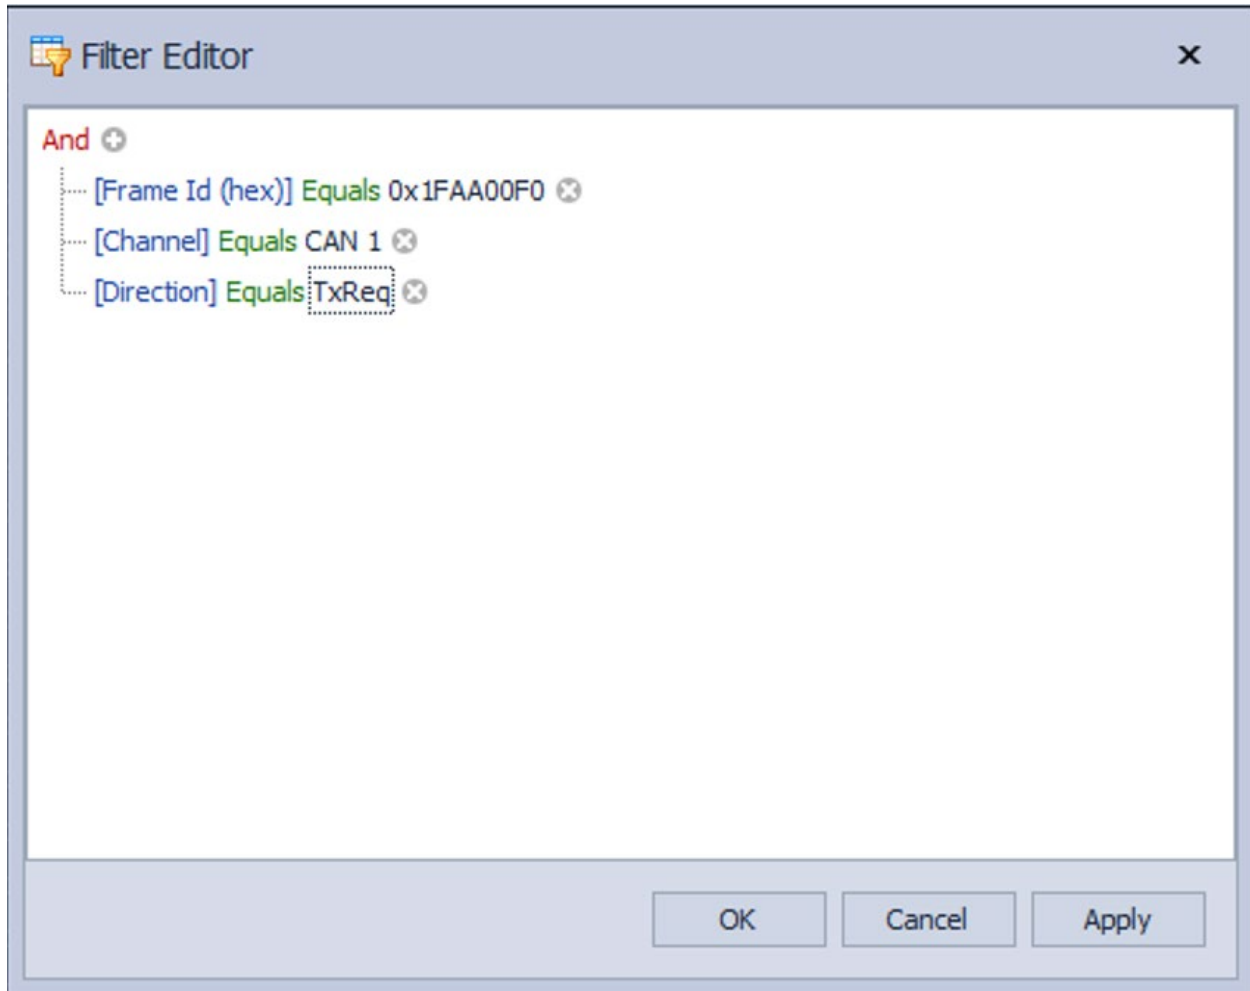 Filter Editor
And
[Frame Id (hex)] Equals 0x1FAA00F0
[Channel] Equals CAN 1
[Direction] Equals TxReq
OK Cancel Apply